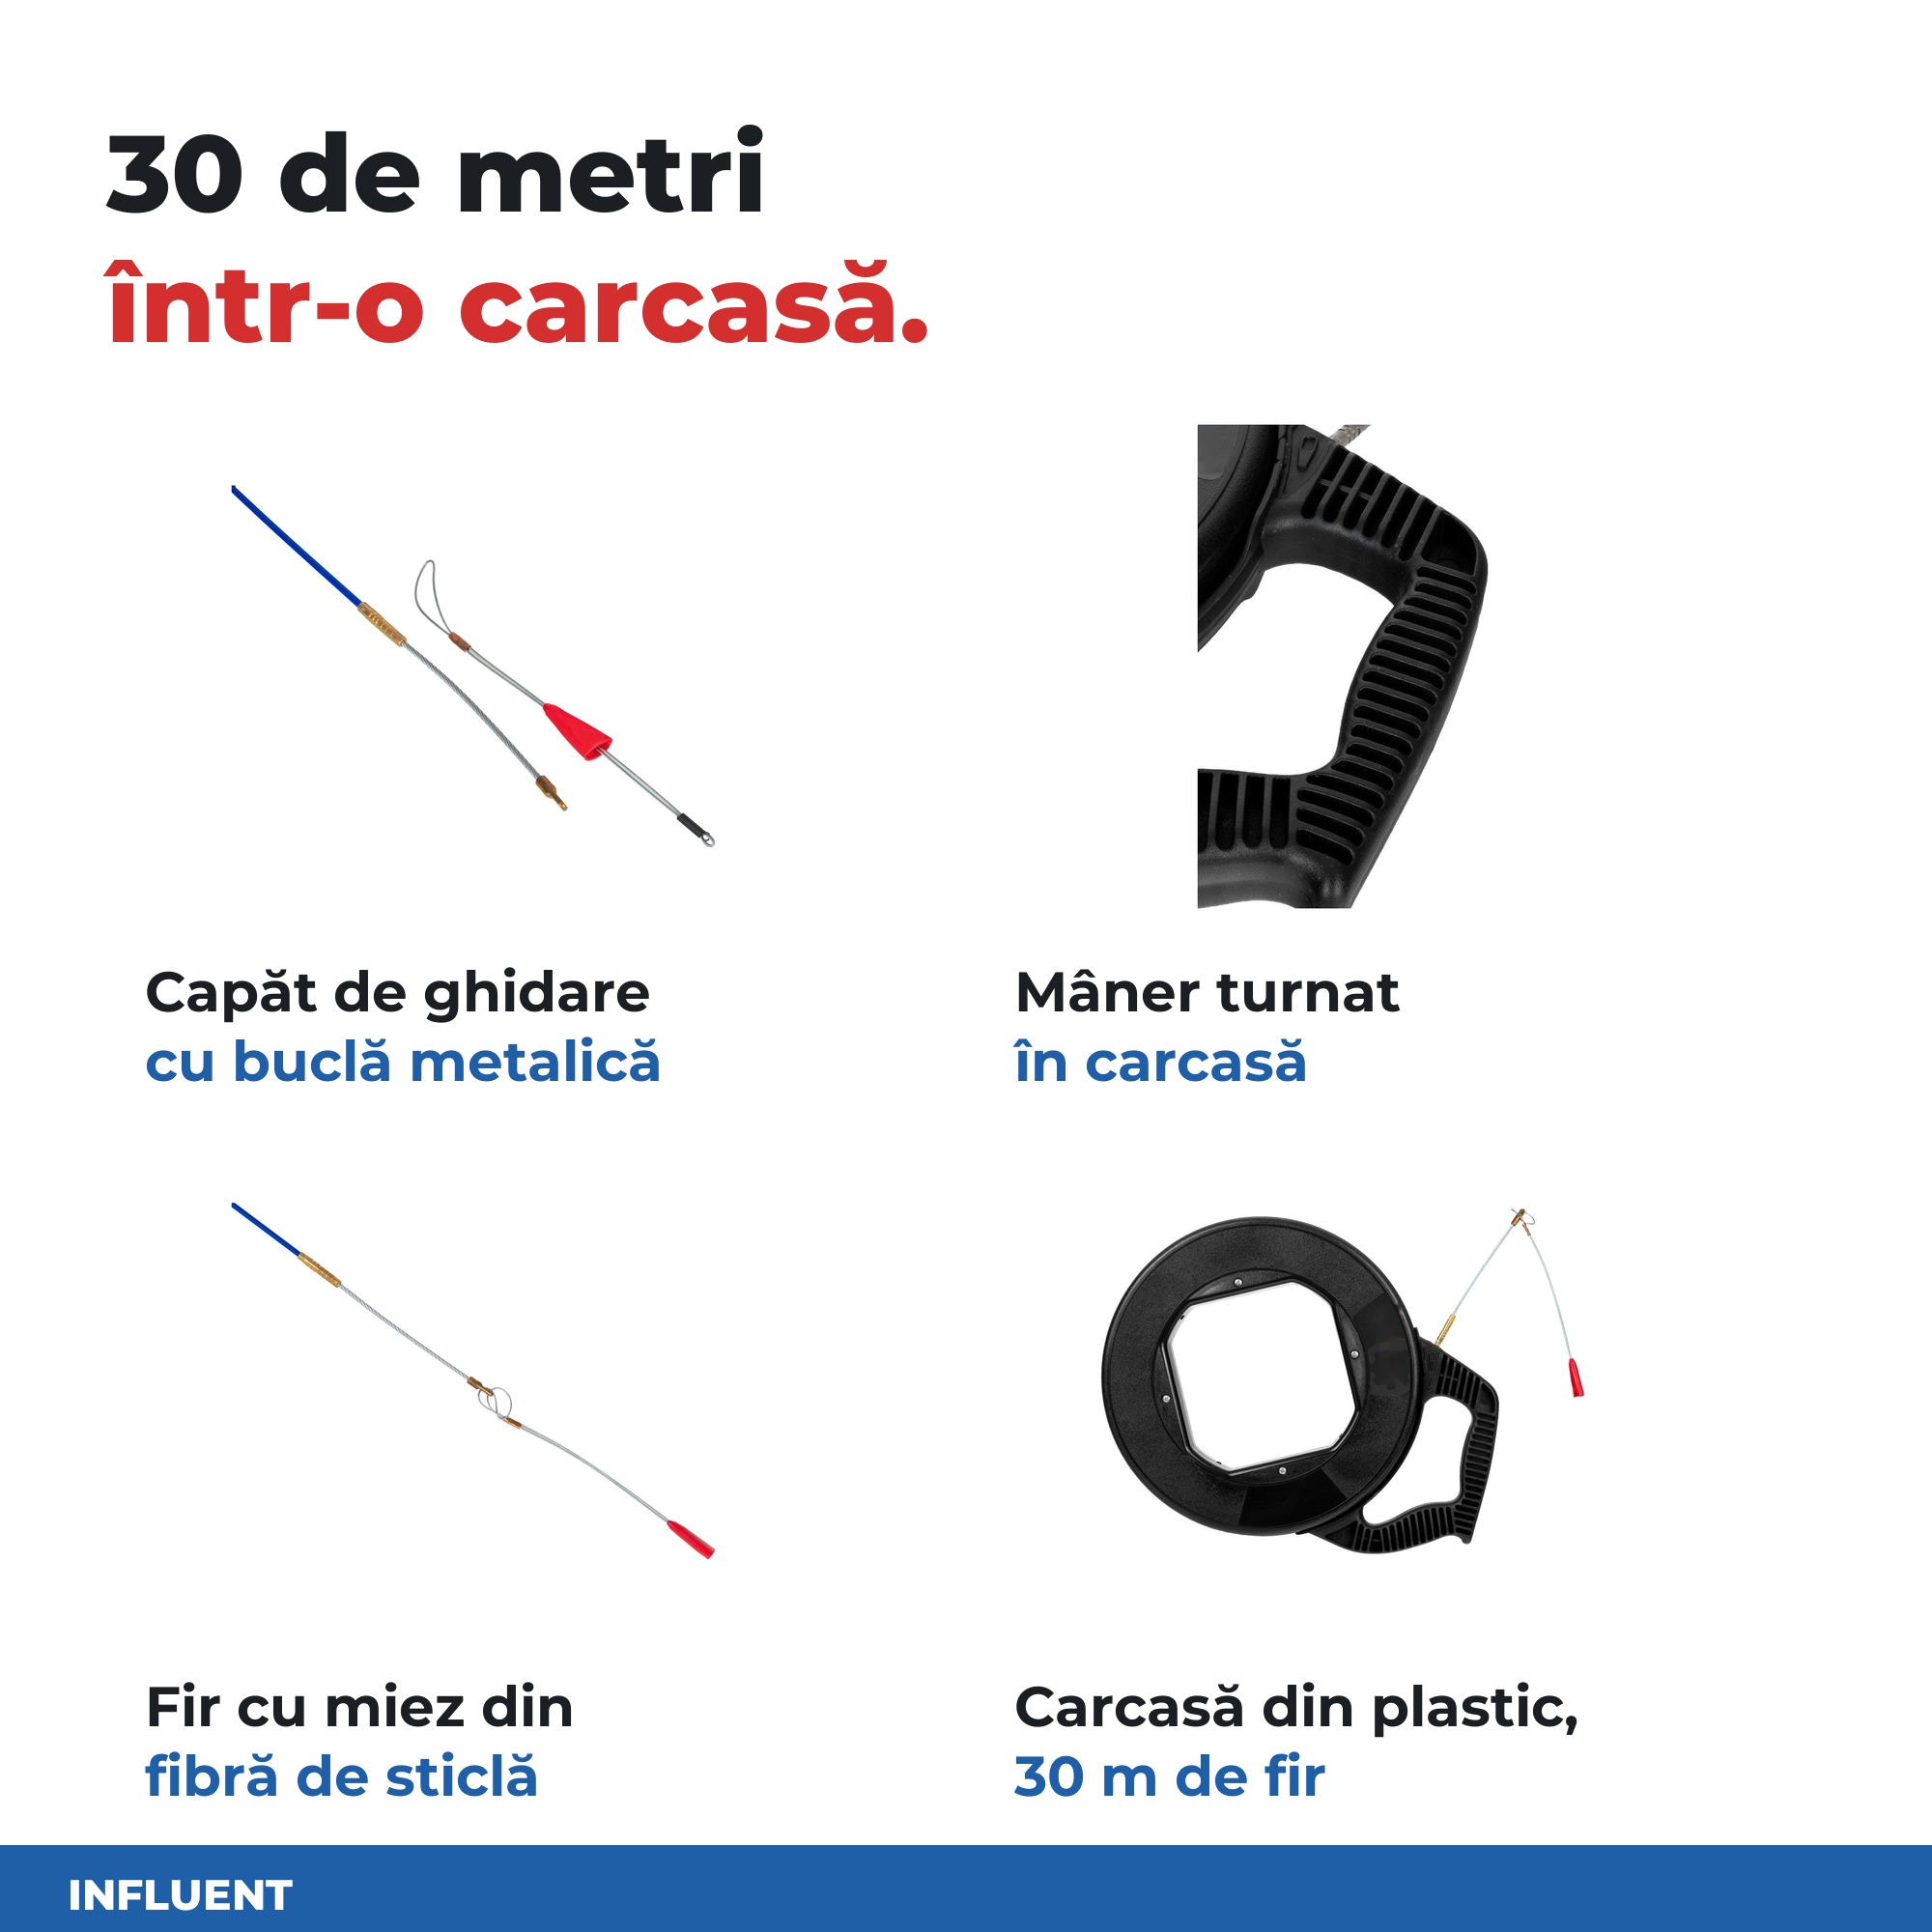 30 de metri
într-o carcasă.
Capăt de ghidare
cu buclă metalică
Mâner turnat
în carcasă
Fir cu miez din
fibră de sticlă
Carcasă din plastic,
30 m de fir
INFLUENT